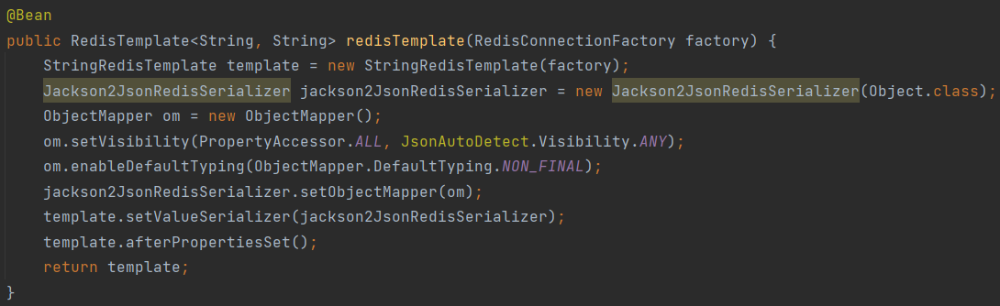 @Bean
public RedisTemplate<String, String> redisTemplate(RedisConnectionFactory factory) {
    StringRedisTemplate template = new StringRedisTemplate(factory);
    Jackson2JsonRedisSerializer jackson2JsonRedisSerializer = new Jackson2JsonRedisSerializer(Object.class);
    ObjectMapper om = new ObjectMapper();
    om.setVisibility(PropertyAccessor.ALL, JsonAutoDetect.Visibility.ANY);
    om.enableDefaultTyping(ObjectMapper.DefaultTyping.NON_FINAL);
    jackson2JsonRedisSerializer.setObjectMapper(om);
    template.setValueSerializer(jackson2JsonRedisSerializer);
    template.afterPropertiesSet();
    return template;
}